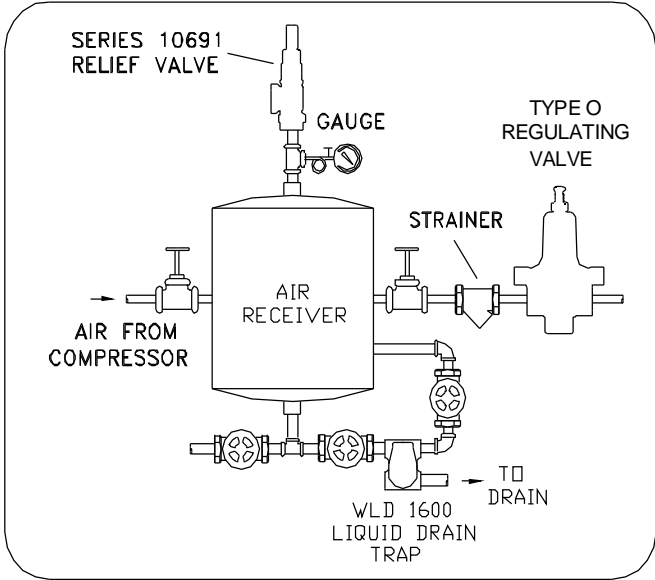 SERIES 10691
RELIEF VALVE
GAUGE
TYPE O
REGULATING
VALVE
STRAINER
AIR
RECEIVER
AIR FROM
COMPRESSOR
TO
DRAIN
WLD 1600
LIQUID DRAIN
TRAP